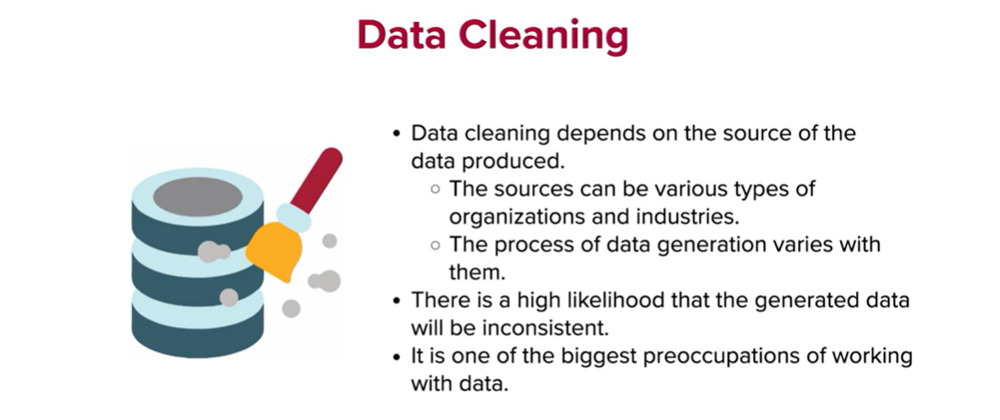 Data Cleaning
• Data cleaning depends on the source of the
data produced.
○ The sources can be various types of
organizations and industries.
○ The process of data generation varies with
them.
• There is a high likelihood that the generated data
will be inconsistent.
• It is one of the biggest preoccupations of working
with data.